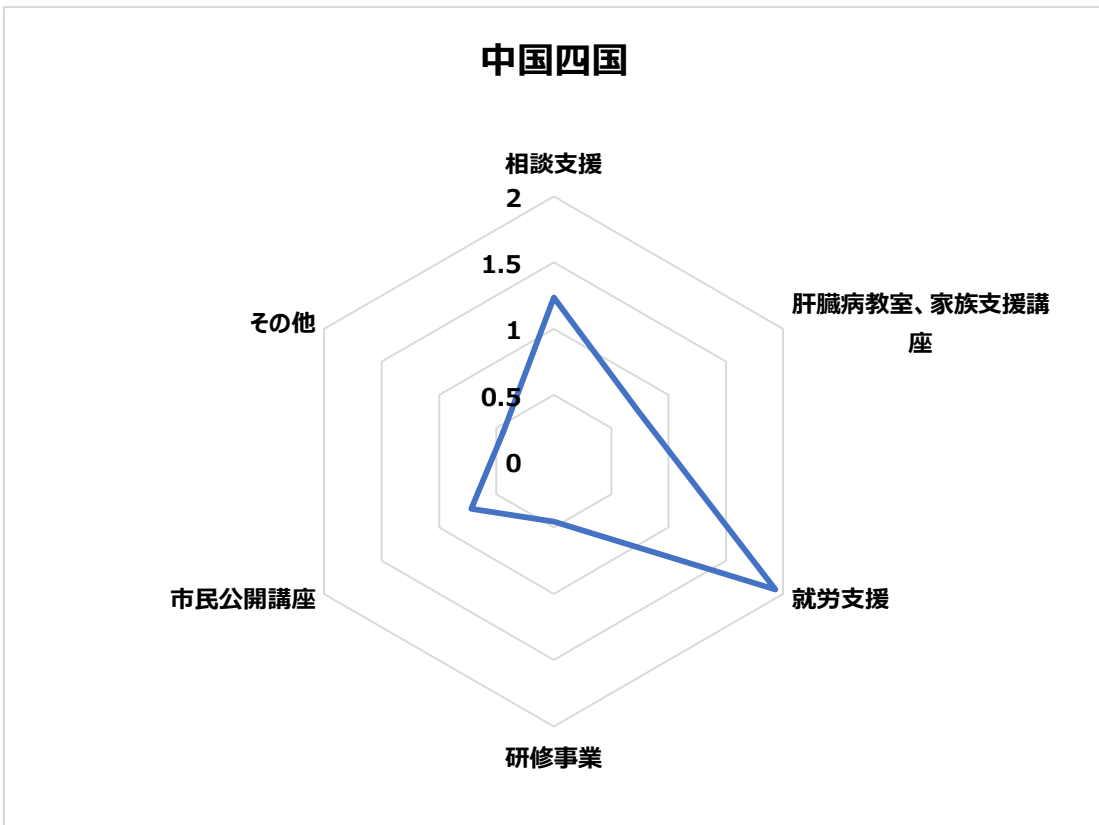 中国四国
相談支援
2
1.5
1
0.5
0
肝臓病教室、家族支援講
座
就労支援
研修事業
市民公開講座
その他